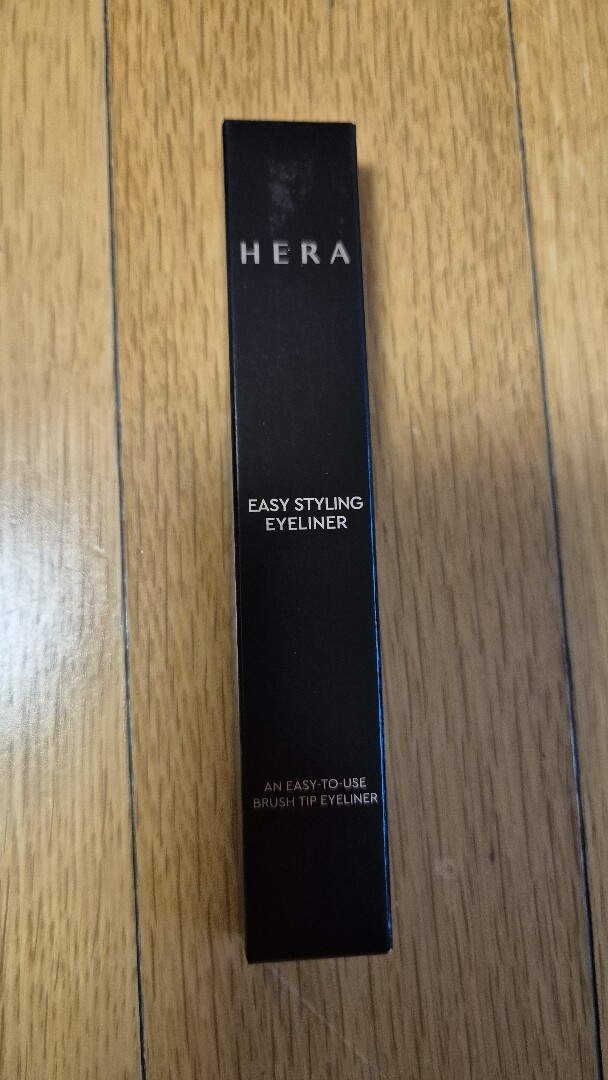 HERA
EASY STYLING
EYELINER
AN EASY-TO-USE
BRUSH TIP EYELINER